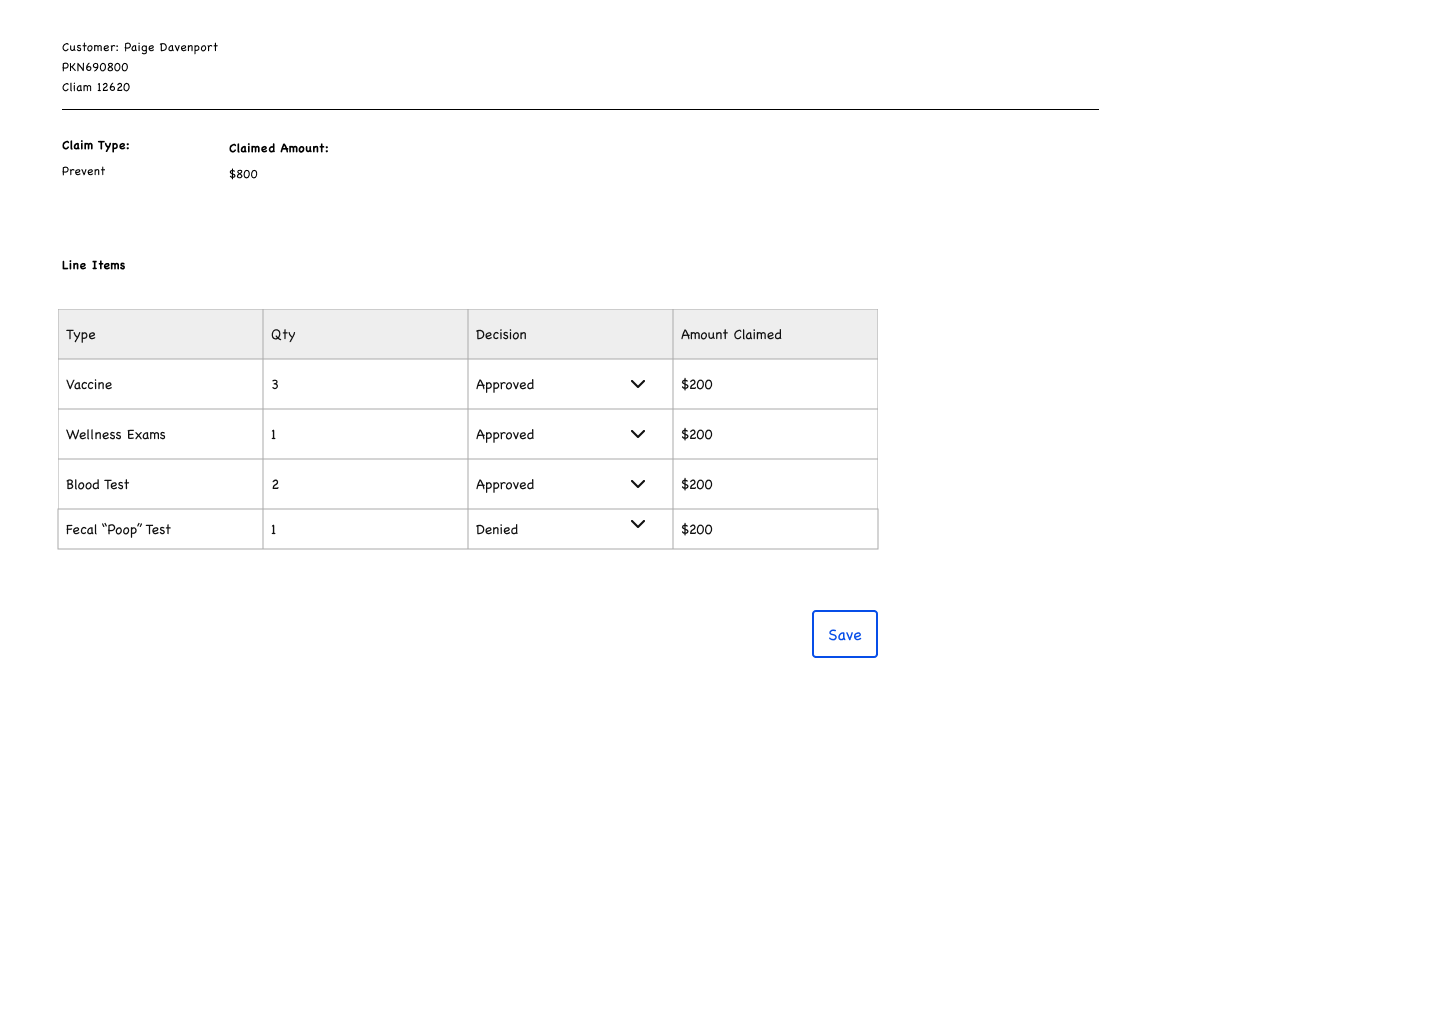 Customer: Paige Davenport
PKN690800
Cliam 12620
Claim Type: Claimed Amount:
Prevent $800
Line Items
Type Qty Decision Amount Claimed
Vaccine 3 Approved $200
Wellness Exams 1 Approved $200
Blood Test 2 Approved $200
Fecal “Poop” Test 1 Denied $200
Save